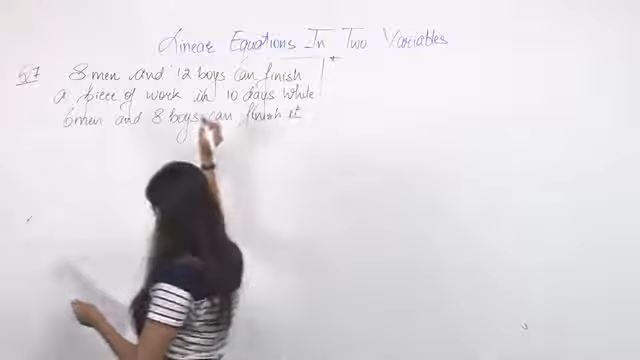 Linear Equations In Two Variables
Q7 8 men and 12 boys can finish
a piece of work in 10 days while
6 men and 8 boys can finish it